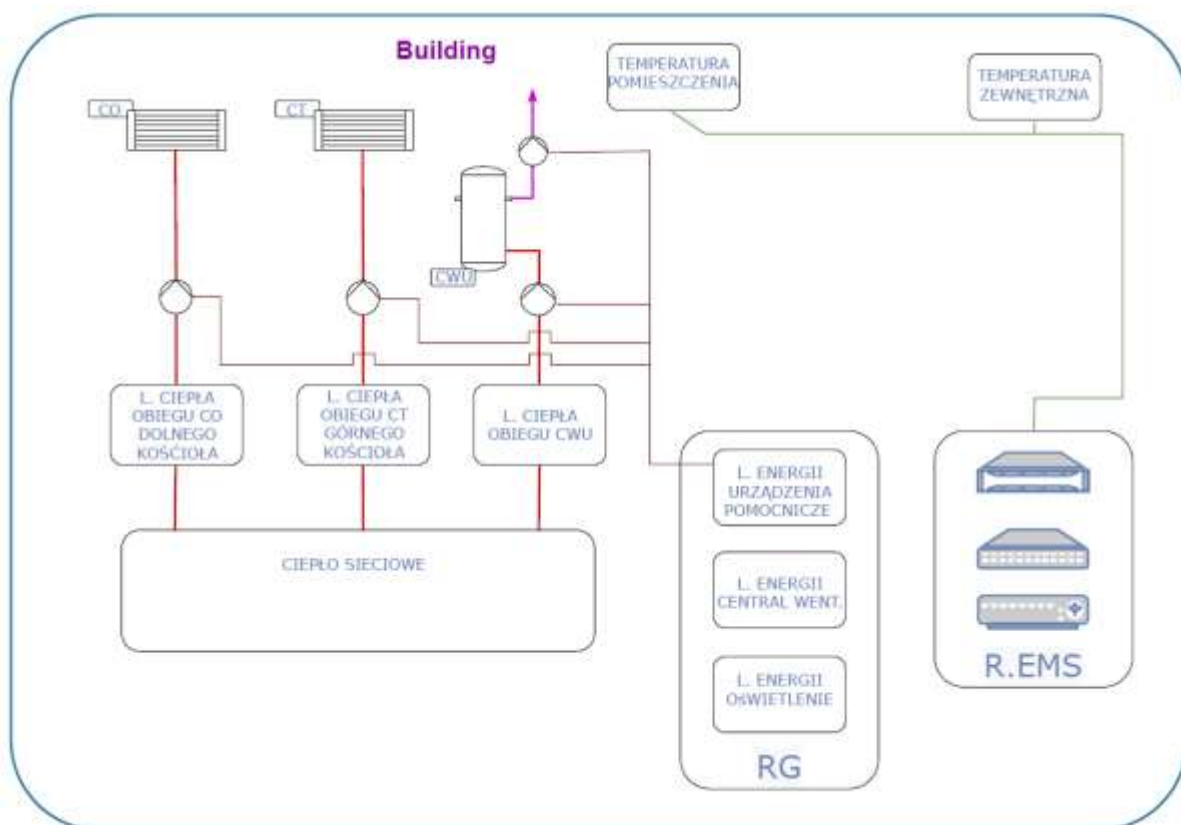 Building
TEMPERATURA
POMIESZCZENIA
TEMPERATURA
ZEWNĘTRZNA
CO
CT
CWU
L. CIEPŁA
OBIEGU CO
DOLNEGO
KOŚCIOŁA
L. CIEPŁA
OBIEGU CT
GÓRNEGO
KOŚCIOŁA
L. CIEPŁA
OBIEGU CWU
CIEPŁO SIECIOWE
L. ENERGII
URZĄDZENIA
POMOCNICZE
L. ENERGII
CENTRAL WENT.
L. ENERGII
OŚWIETLENIE
RG
R.EMS